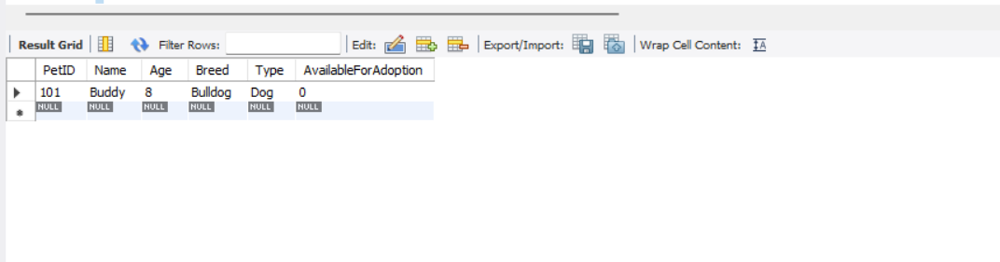 Result Grid Filter Rows: Edit: Export/Import: Wrap Cell Content: IA
PetID Name Age Breed Type AvailableForAdoption
101 Buddy 8 Bulldog Dog 0
NULL NULL NULL NULL NULL NULL